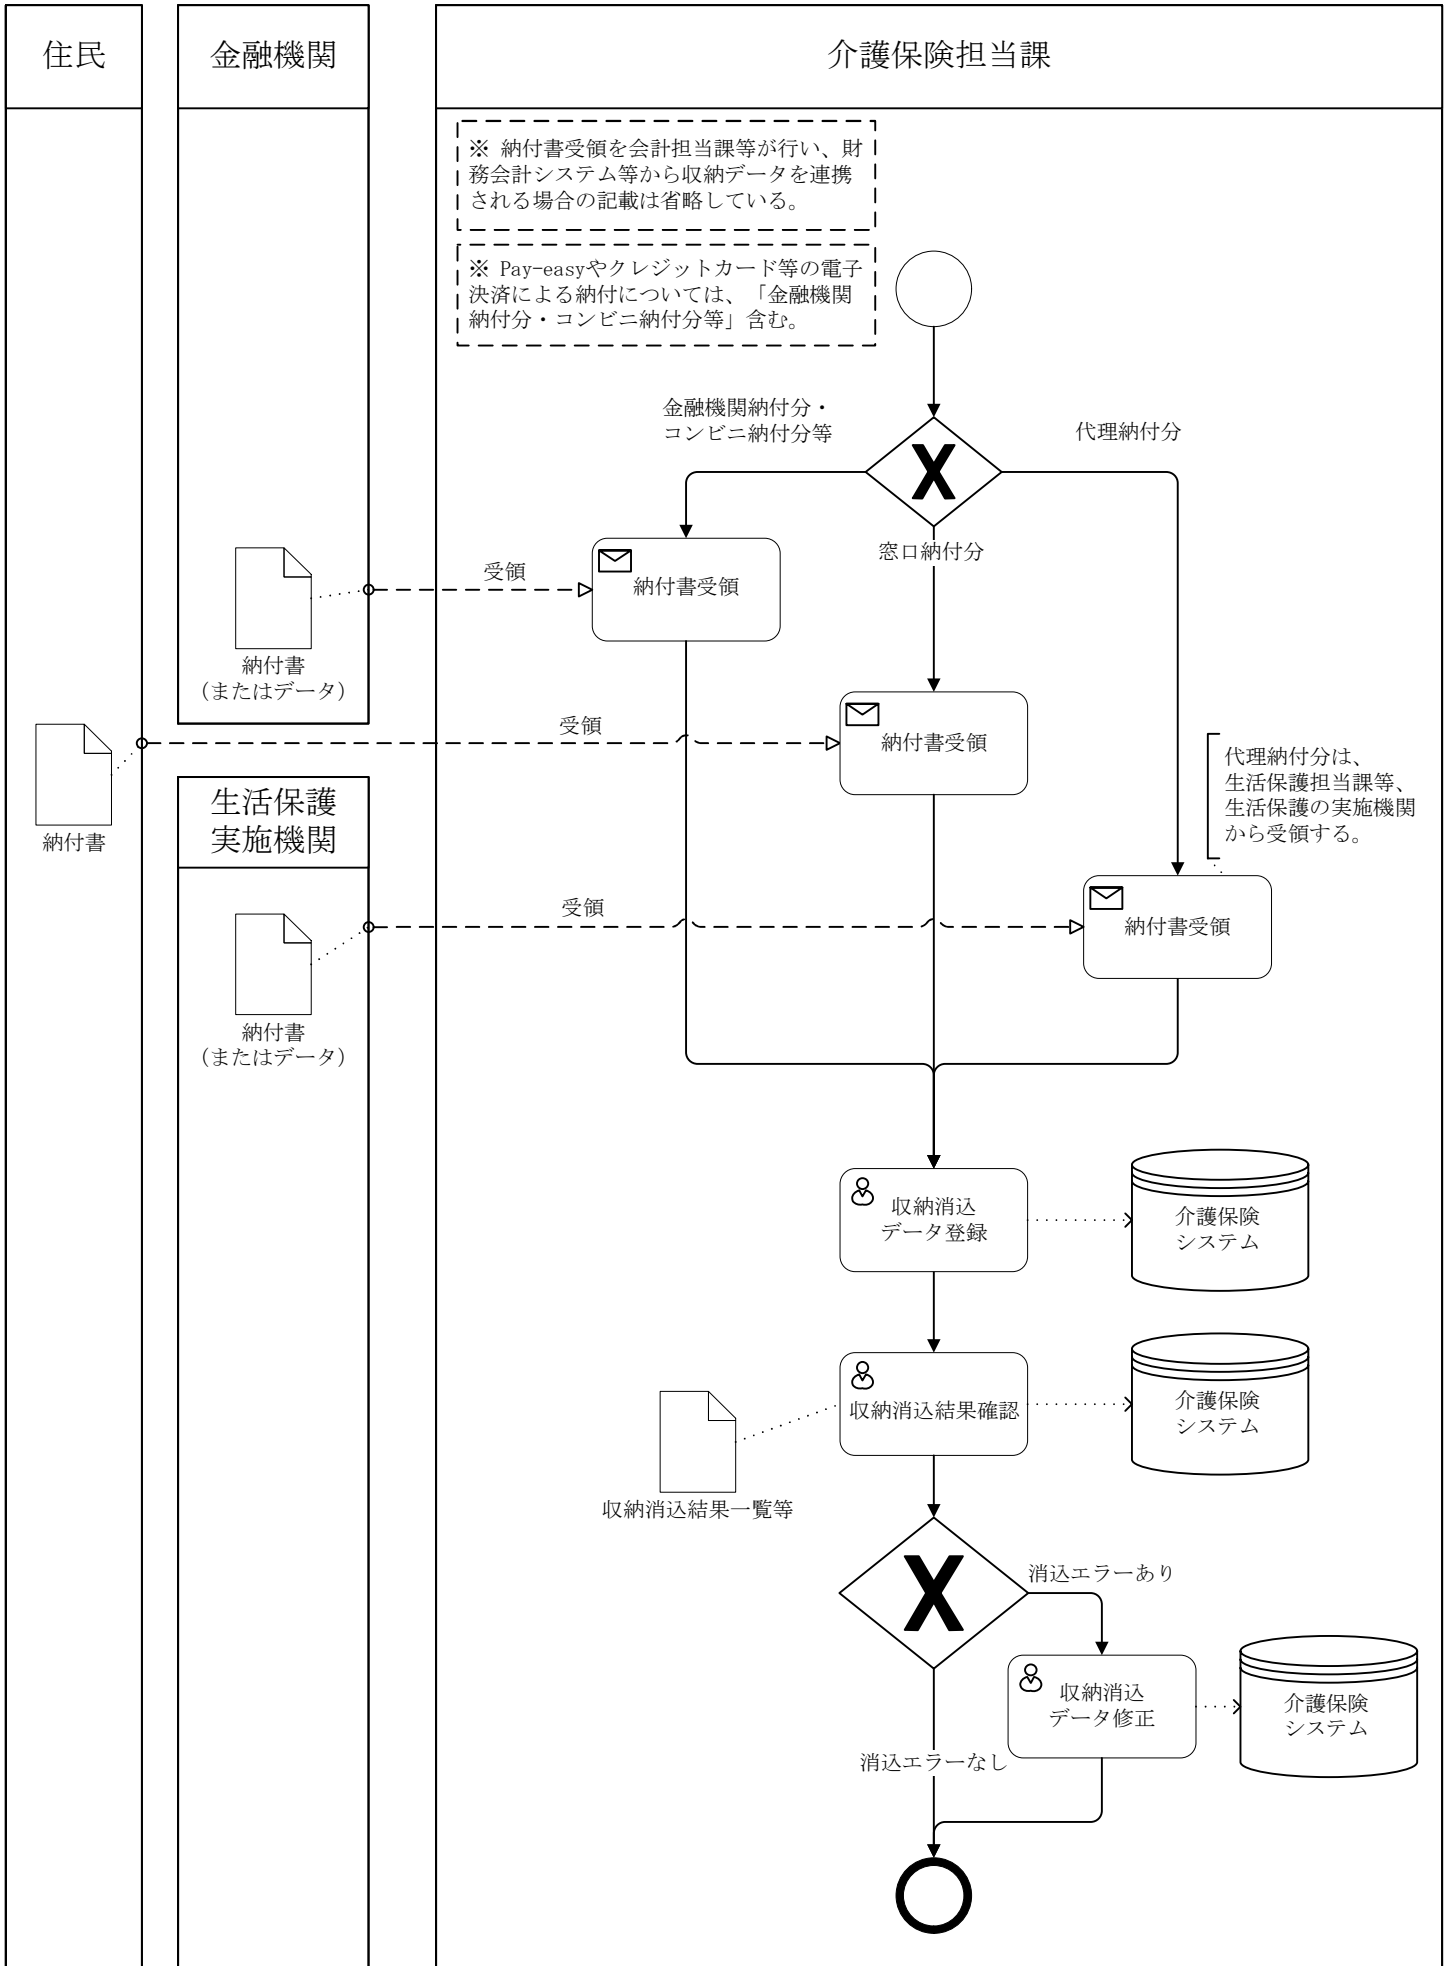 住民
金融機関
介護保険担当課
※ 納付書受領を会計担当課等が行い、財
務会計システム等から収納データを連携
される場合の記載は省略している。
※ Pay-easyやクレジットカード等の電子
決済による納付については、「金融機関
納付分・コンビニ納付分等」含む。
金融機関納付分・
コンビニ納付分等
代理納付分
窓口納付分
受領
納付書受領
納付書
（またはデータ）
受領
納付書受領
納付書
代理納付分は、
生活保護担当課等、
生活保護の実施機関
から受領する。
生活保護
実施機関
受領
納付書受領
納付書
（またはデータ）
収納消込
データ登録
介護保険
システム
収納消込結果確認
介護保険
システム
収納消込結果一覧等
消込エラーあり
収納消込
データ修正
介護保険
システム
消込エラーなし